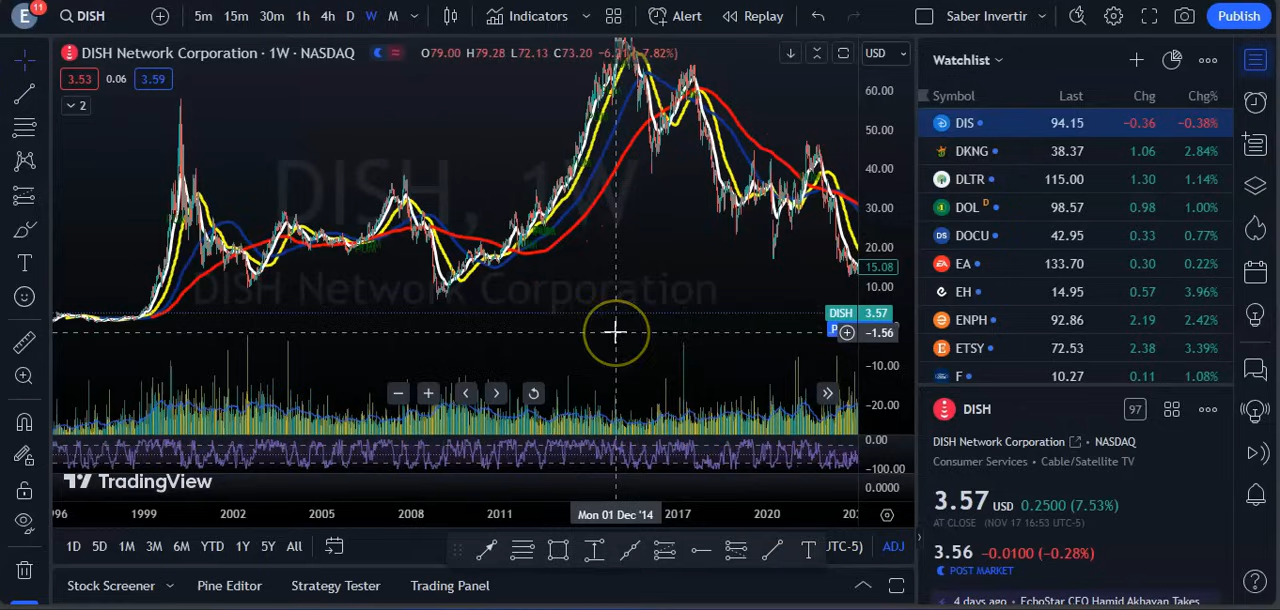 E 11 DISH 5m 15m 30m 1h 4h D W M Indicators Alert Replay Saber Invertir Publish
DISH Network Corporation · 1W · NASDAQ O79.00 H79.28 L72.13 C73.20 USD
3.53 0.06 3.59
2
60.00
50.00
40.00
30.00
20.00
15.08
10.00
DISH 3.57
−1.56
−10.00
−20.00
0.00
−100.00
0.0000
DISH, 1W
DISH Network Corporation
TradingView
1999 2002 2005 2008 2011 Mon 01 Dec '14 2017 2020
1D 5D 1M 3M 6M YTD 1Y 5Y All (UTC-5) ADJ
Stock Screener Pine Editor Strategy Tester Trading Panel
Watchlist
Symbol Last Chg Chg%
DIS 94.15 −0.36 −0.38%
DKNG 38.37 1.06 2.84%
DLTR 115.00 1.30 1.14%
DOL D 98.57 0.98 1.00%
DOCU 42.95 0.33 0.77%
EA 133.70 0.30 0.22%
EH 14.95 0.57 3.96%
ENPH 92.86 2.19 2.42%
ETSY 72.53 2.38 3.39%
F 10.27 0.11 1.08%
DISH 97
DISH Network Corporation • NASDAQ
Consumer Services • Cable/Satellite TV
3.57 USD 0.2500 (7.53%)
AT CLOSE (NOV 17 16:53 UTC-5)
3.56 −0.0100 (−0.28%)
POST MARKET
4 days ago • EchoStar CEO Hamid Akhavan Takes